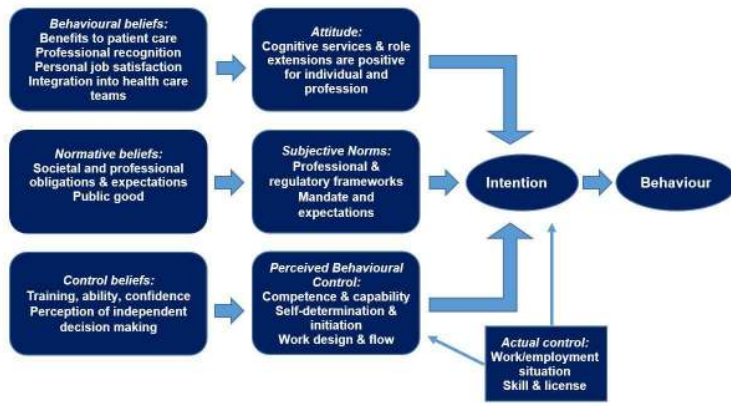 Behavioural beliefs:
Benefits to patient care
Professional recognition
Personal job satisfaction
Integration into health care
teams
Attitude:
Cognitive services & role
extensions are positive
for individual and
profession
Normative beliefs:
Societal and professional
obligations & expectations
Public good
Subjective Norms:
Professional &
regulatory frameworks
Mandate and
expectations
Intention
Behaviour
Control beliefs:
Training, ability, confidence
Perception of independent
decision making
Perceived Behavioural
Control:
Competence & capability
Self-determination &
initiation
Work design & flow
Actual control:
Work/employment
situation
Skill & license